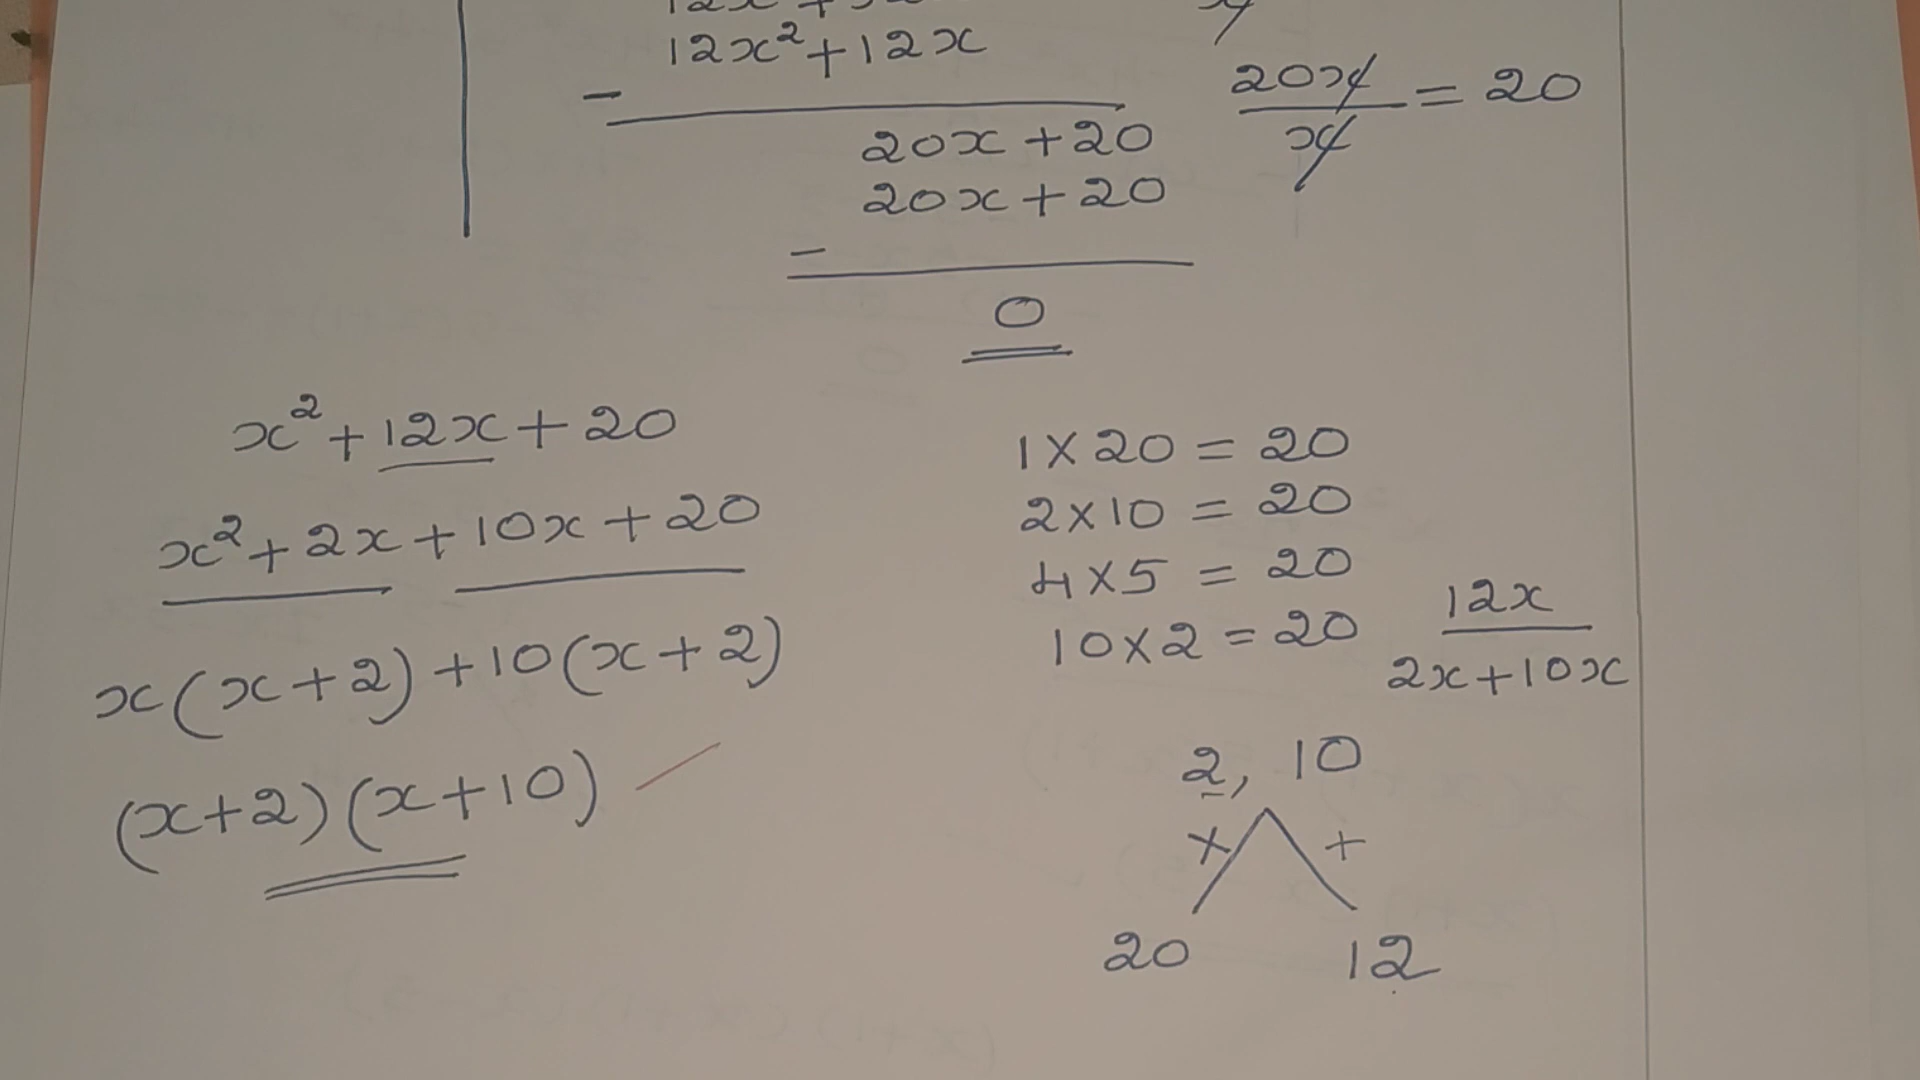 12x² + 12x
-
20x + 20
20x + 20
-
0
20x/x = 20
x² + 12x + 20
x² + 2x + 10x + 20
x(x+2) + 10(x+2)
(x+2)(x+10)
1 × 20 = 20
2 × 10 = 20
4 × 5 = 20
10 × 2 = 20
12x
2x + 10x
2, 10
× +
20 12